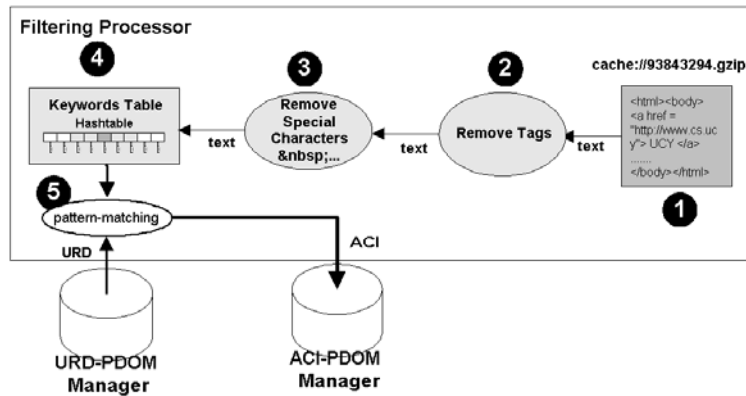 Filtering Processor
4
3
2
cache://93843294.gzip
Keywords Table
Hashtable
Remove
Special
Characters
&nbsp;...
Remove Tags
<html><body>
<a href =
"http://www.cs.uc
y"> UCY </a>
.......
</body></html>
text
text
text
1
5
pattern-matching
URD
ACI
URD-PDOM
Manager
ACI-PDOM
Manager